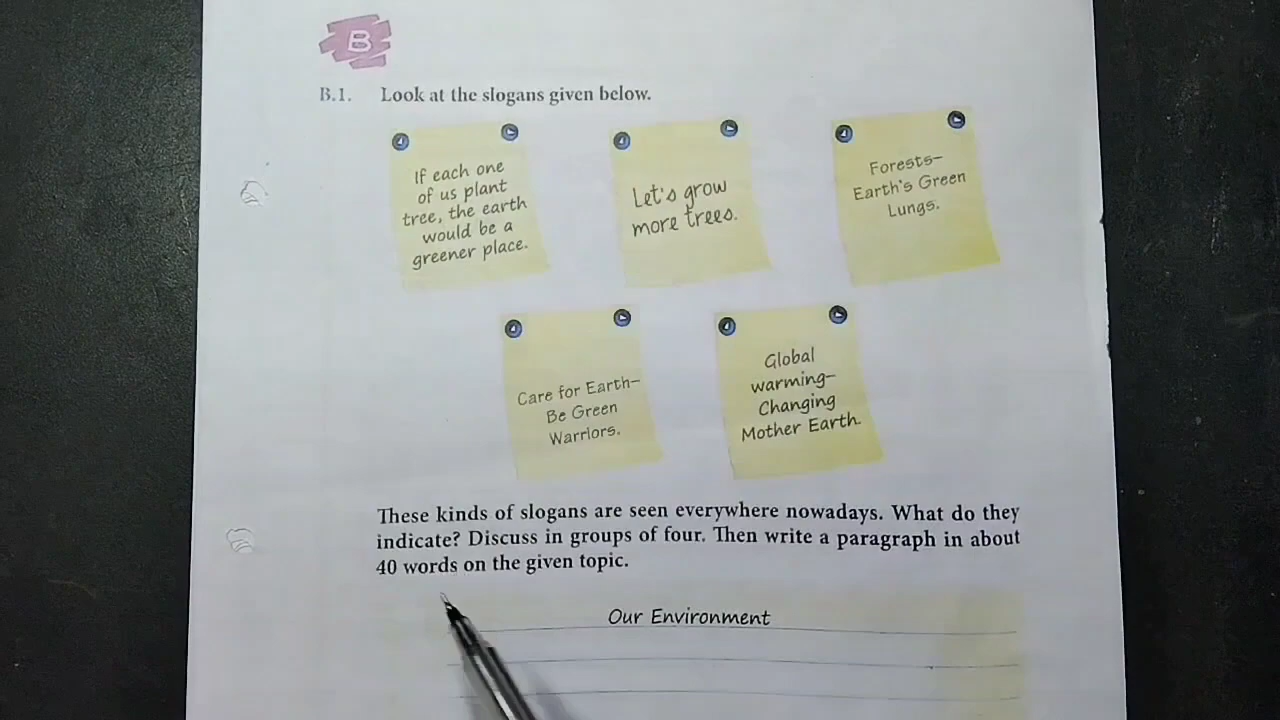 B
B.1. Look at the slogans given below.
If each one
of us plant
tree, the earth
would be a
greener place.
Let's grow
more trees.
Forests–
Earth's Green
Lungs.
Care for Earth–
Be Green
Warriors.
Global
warming–
Changing
Mother Earth.
These kinds of slogans are seen everywhere nowadays. What do they
indicate? Discuss in groups of four. Then write a paragraph in about
40 words on the given topic.
Our Environment